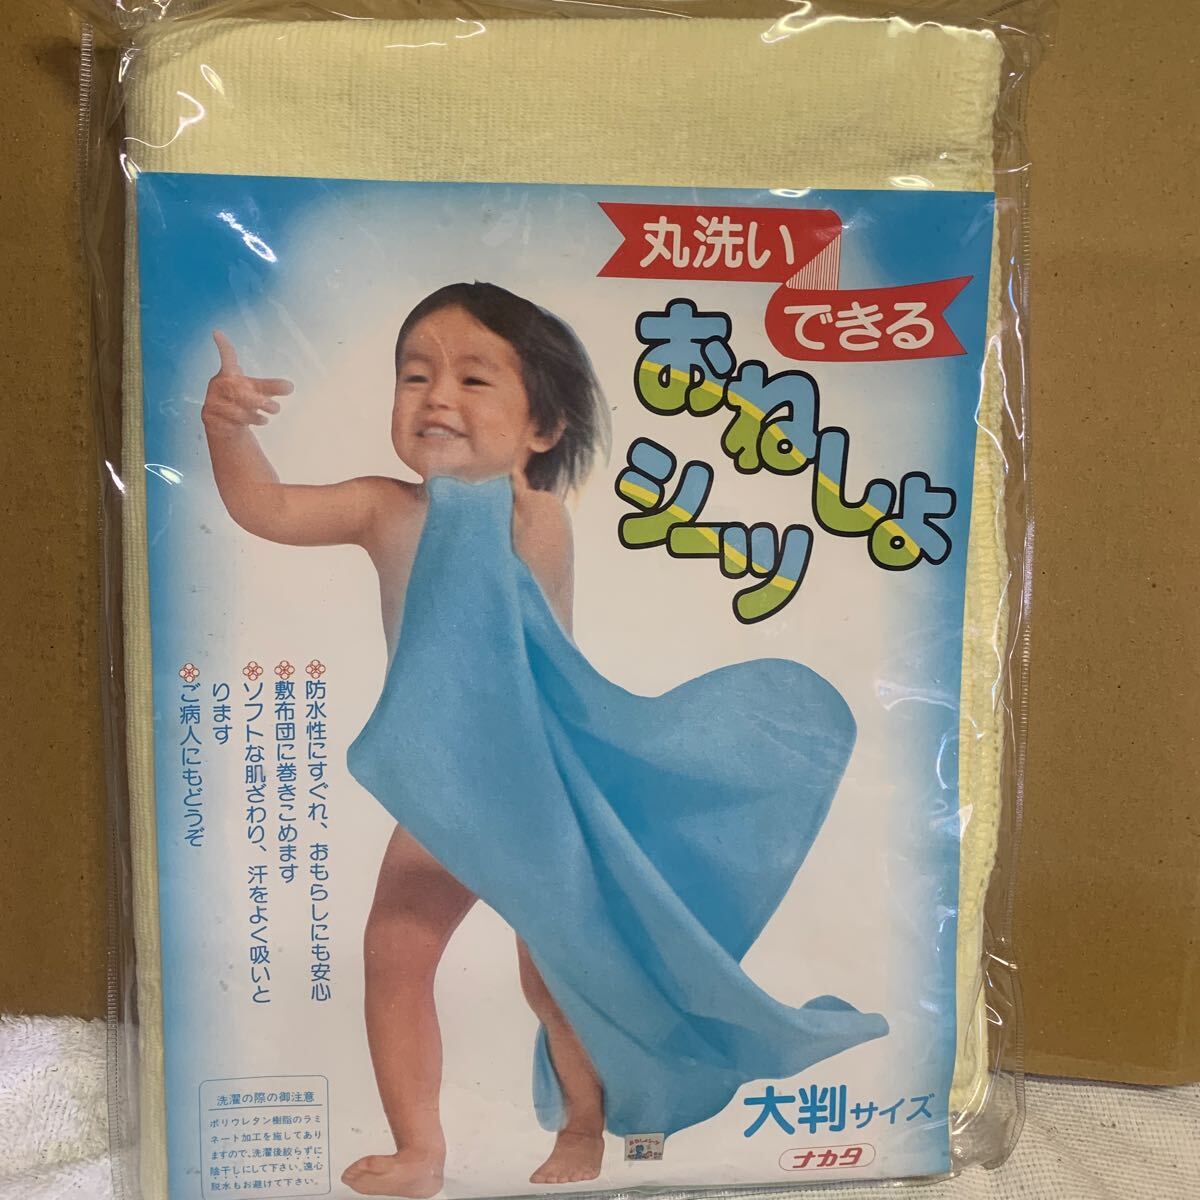 丸洗い
できる
おねしょ
シーツ
防水性にすぐれ、おもらしにも安心
敷布団に巻きこめます
ソフトな肌ざわり、汗をよく吸いと
ります
ご病人にもどうぞ
洗濯の際の御注意
ポリウレタン樹脂のラミ
ネート加工を施してあり
ますので、洗濯後絞らずに
陰干しにして下さい。遠心
脱水もお避けて下さい。
大判サイズ
ナカタ